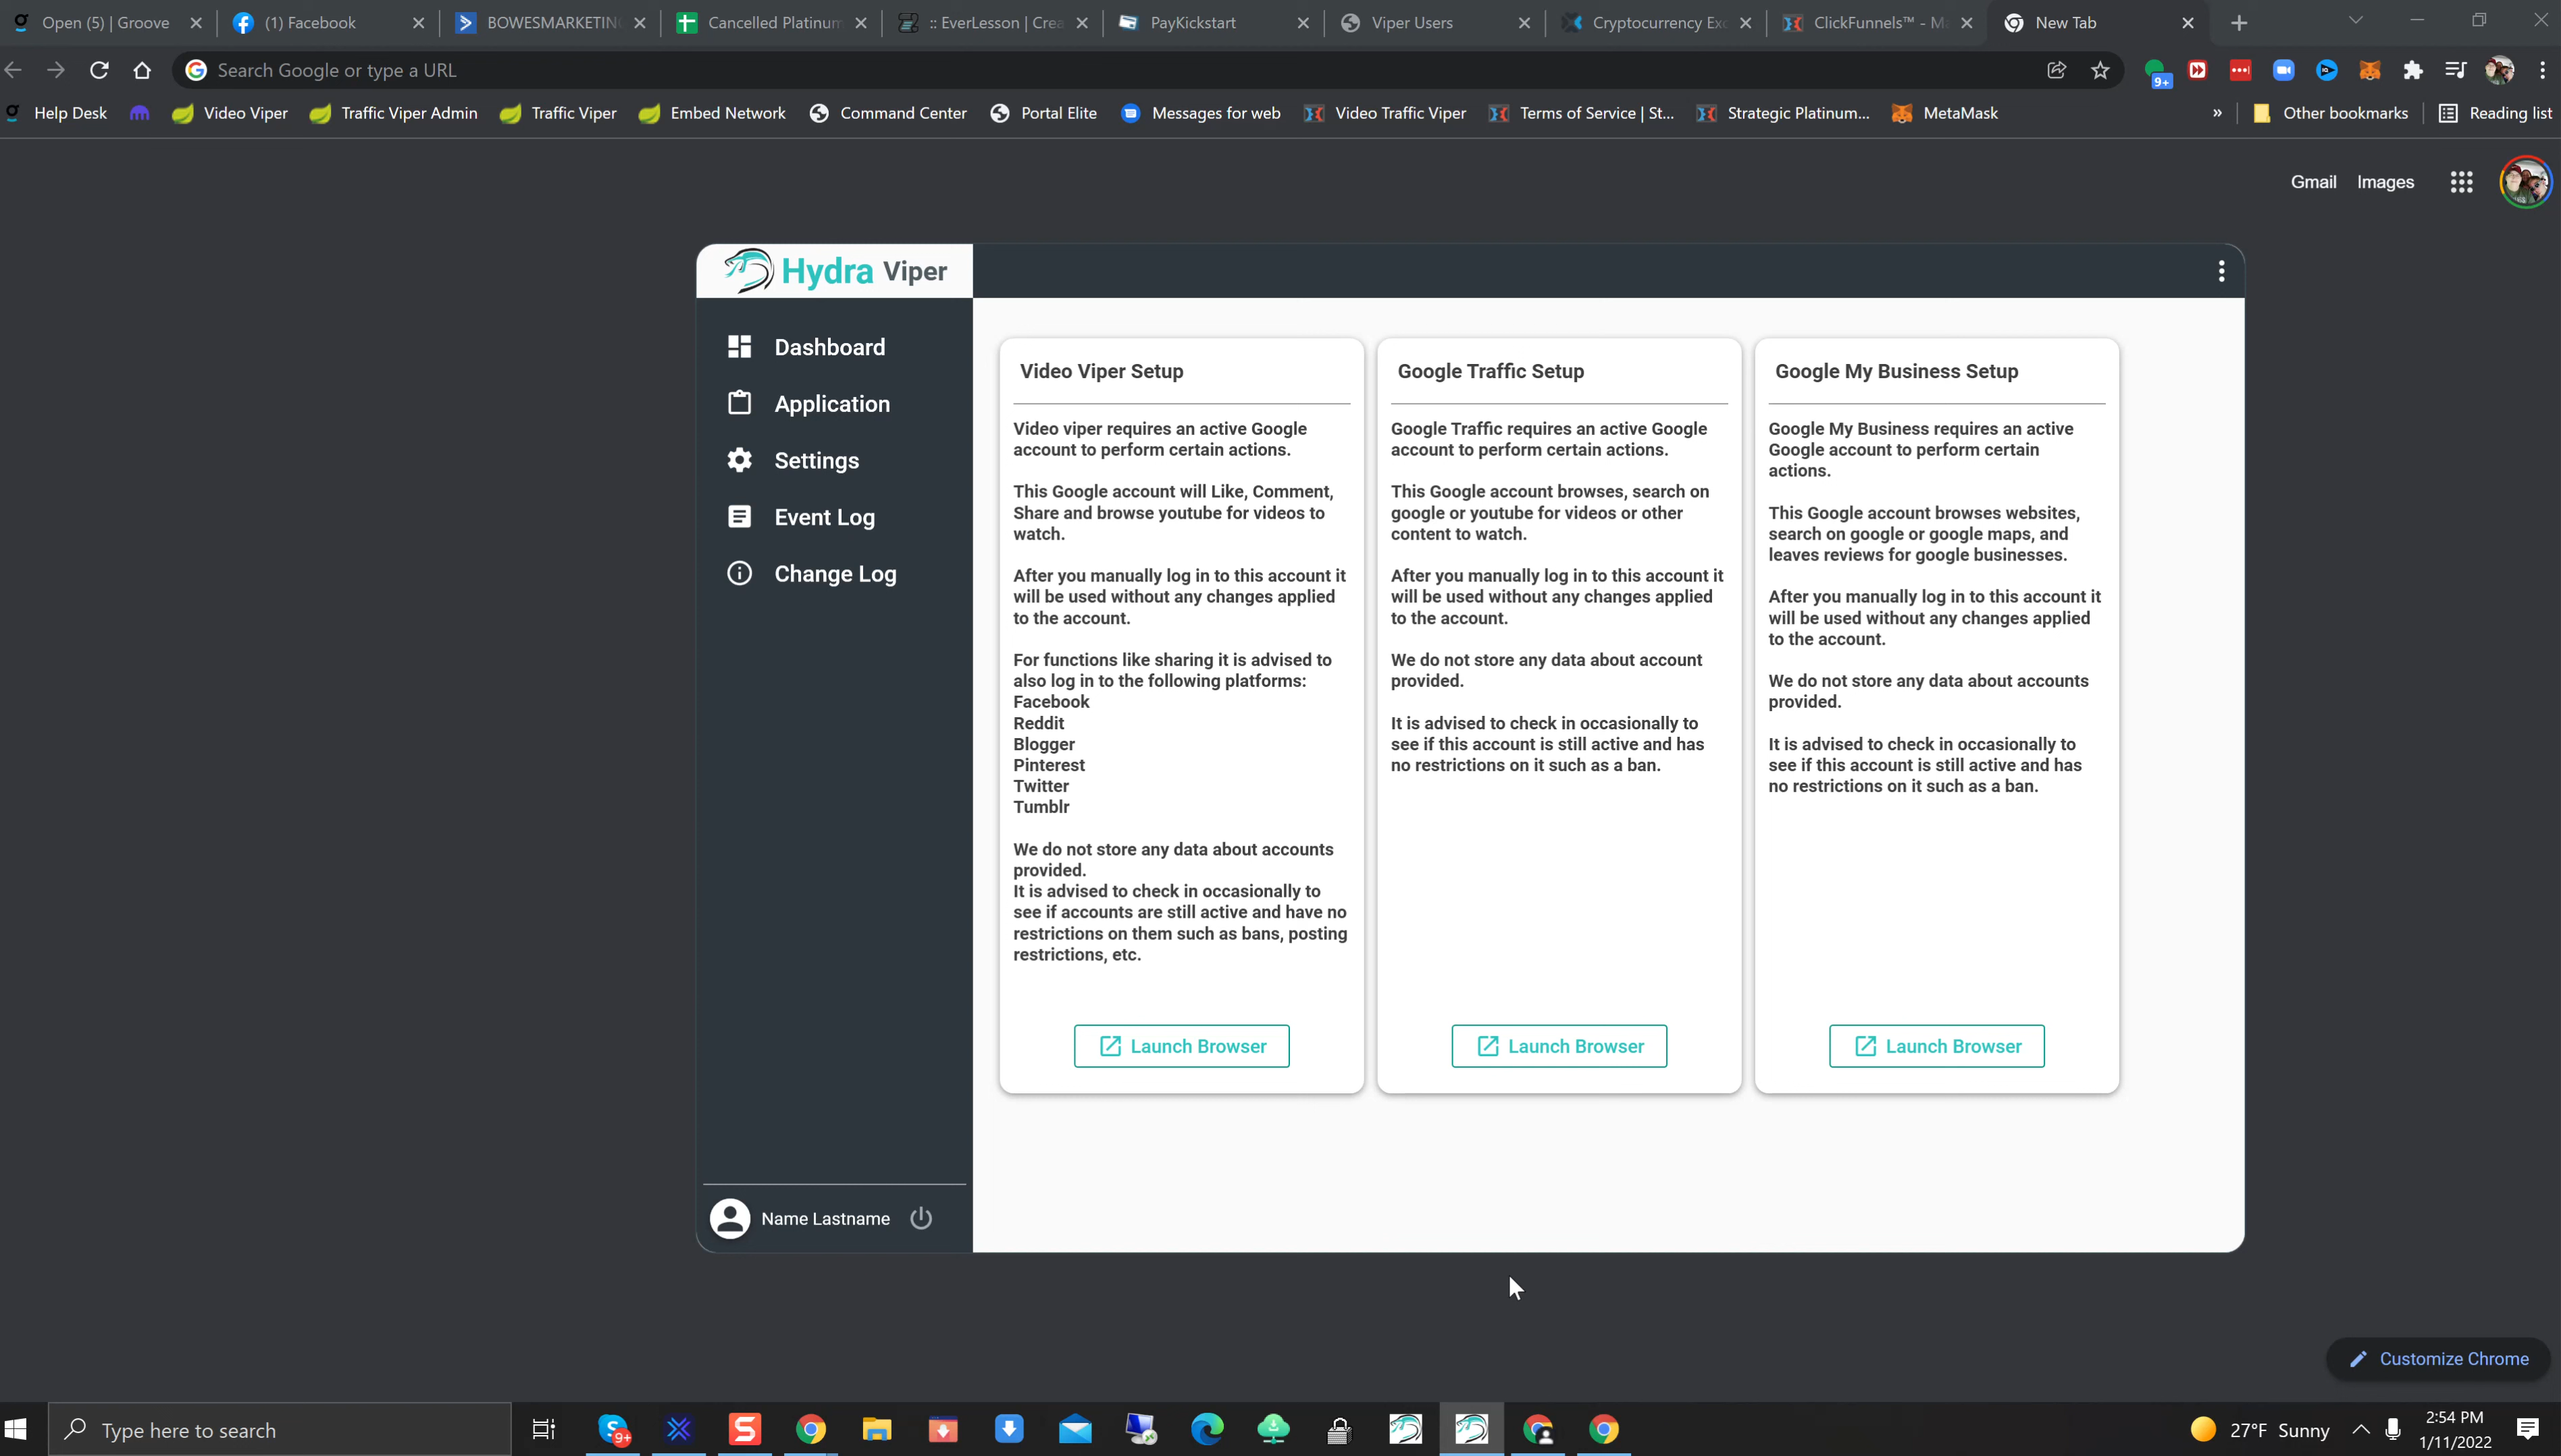 Open (5) | Groove
(1) Facebook
BOWESMARKETING
Cancelled Platinum
:: EverLesson | Crea
PayKickstart
Viper Users
Cryptocurrency Exc
ClickFunnels™ - Ma
New Tab
Search Google or type a URL
9+
Help Desk
Video Viper
Traffic Viper Admin
Traffic Viper
Embed Network
Command Center
Portal Elite
Messages for web
Video Traffic Viper
Terms of Service | St...
Strategic Platinum...
MetaMask
»
Other bookmarks
Reading list
Gmail
Images
Hydra Viper
Dashboard
Application
Settings
Event Log
Change Log
Name Lastname
Video Viper Setup
Video viper requires an active Google
account to perform certain actions.
This Google account will Like, Comment,
Share and browse youtube for videos to
watch.
After you manually log in to this account it
will be used without any changes applied
to the account.
For functions like sharing it is advised to
also log in to the following platforms:
Facebook
Reddit
Blogger
Pinterest
Twitter
Tumblr
We do not store any data about accounts
provided.
It is advised to check in occasionally to
see if accounts are still active and have no
restrictions on them such as bans, posting
restrictions, etc.
Launch Browser
Google Traffic Setup
Google Traffic requires an active Google
account to perform certain actions.
This Google account browses, search on
google or youtube for videos or other
content to watch.
After you manually log in to this account it
will be used without any changes applied
to the account.
We do not store any data about account
provided.
It is advised to check in occasionally to
see if this account is still active and has
no restrictions on it such as a ban.
Launch Browser
Google My Business Setup
Google My Business requires an active
Google account to perform certain
actions.
This Google account browses websites,
search on google or google maps, and
leaves reviews for google businesses.
After you manually log in to this account it
will be used without any changes applied
to the account.
We do not store any data about accounts
provided.
It is advised to check in occasionally to
see if this account is still active and has
no restrictions on it such as a ban.
Launch Browser
Customize Chrome
Type here to search
9+
27°F Sunny
2:54 PM
1/11/2022